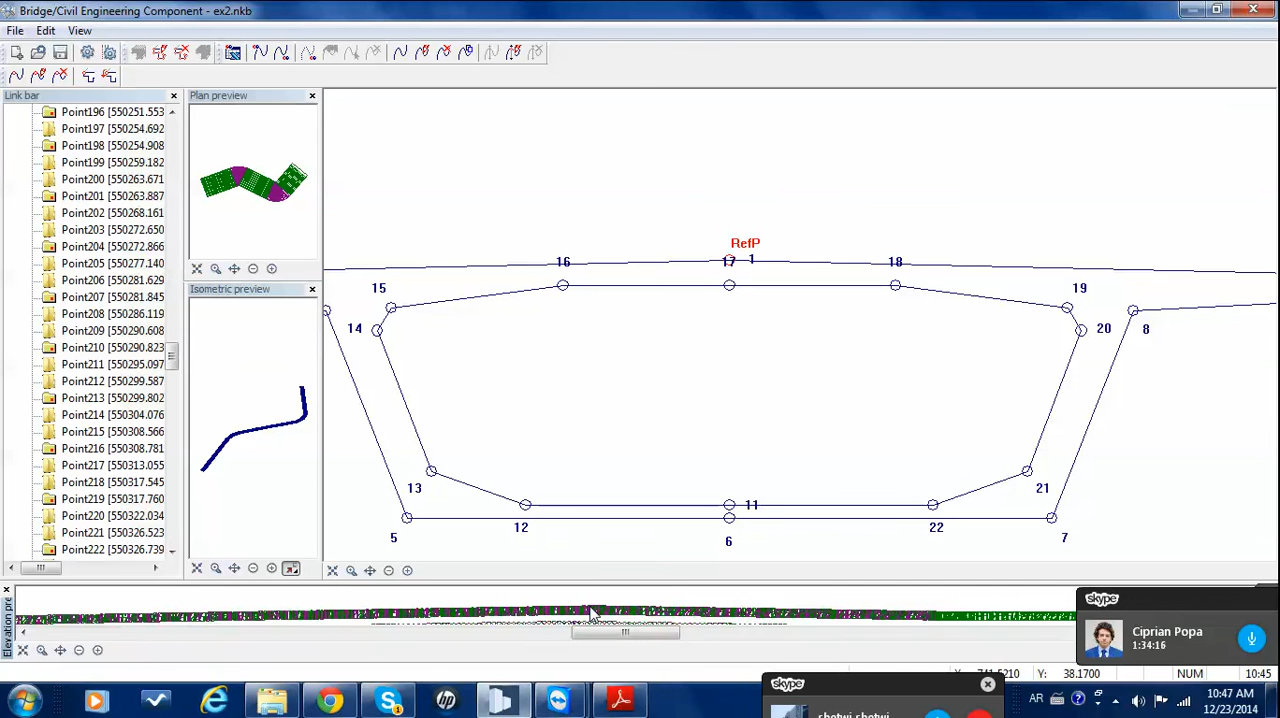 Bridge/Civil Engineering Component - ex2.nkb
File Edit View
Link bar
Point196 [550251.553
Point197 [550254.692
Point198 [550254.908
Point199 [550259.182
Point200 [550263.671
Point201 [550263.887
Point202 [550268.161
Point203 [550272.650
Point204 [550272.866
Point205 [550277.140
Point206 [550281.629
Point207 [550281.845
Point208 [550286.119
Point209 [550290.608
Point210 [550290.823
Point211 [550295.097
Point212 [550299.587
Point213 [550299.802
Point214 [550304.076
Point215 [550308.566
Point216 [550308.781
Point217 [550313.055
Point218 [550317.545
Point219 [550317.760
Point220 [550322.034
Point221 [550326.523
Point222 [550326.739
Plan preview
Isometric preview
RefP
16 17 1 18
15 19
14 20 8
13 21
11
12 22
5 6 7
Elevation pre
skype
Ciprian Popa
1:34:16
Y: 38.1700 NUM 10:45
skype
AR
10:47 AM
12/23/2014